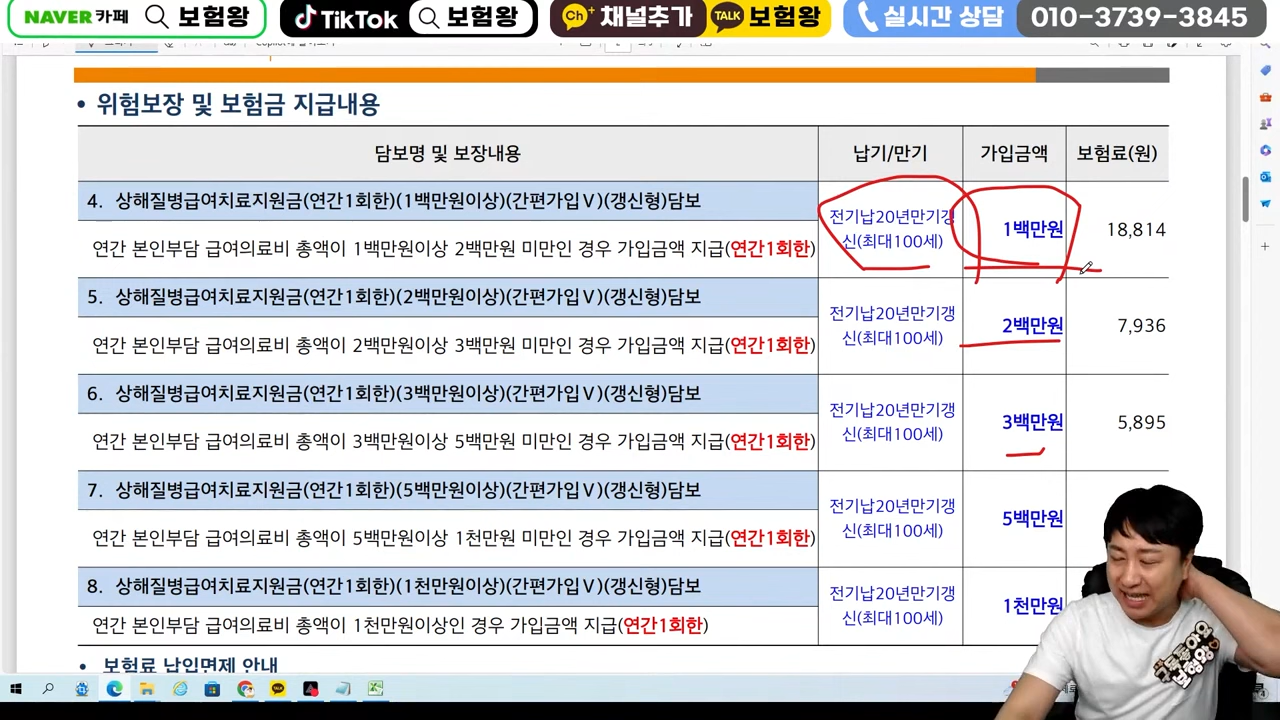 NAVER 카페 보험왕
TikTok 보험왕
Ch+ 채널추가 TALK 보험왕
실시간 상담 010-3739-3845
• 위험보장 및 보험금 지급내용
담보명 및 보장내용 납기/만기 가입금액 보험료(원)
4. 상해질병급여치료지원금(연간1회한)(1백만원이상)(간편가입Ⅴ)(갱신형)담보
연간 본인부담 급여의료비 총액이 1백만원이상 2백만원 미만인 경우 가입금액 지급(연간1회한)
전기납20년만기갱
신(최대100세)
1백만원 18,814
5. 상해질병급여치료지원금(연간1회한)(2백만원이상)(간편가입Ⅴ)(갱신형)담보
연간 본인부담 급여의료비 총액이 2백만원이상 3백만원 미만인 경우 가입금액 지급(연간1회한)
전기납20년만기갱
신(최대100세)
2백만원 7,936
6. 상해질병급여치료지원금(연간1회한)(3백만원이상)(간편가입Ⅴ)(갱신형)담보
연간 본인부담 급여의료비 총액이 3백만원이상 5백만원 미만인 경우 가입금액 지급(연간1회한)
전기납20년만기갱
신(최대100세)
3백만원 5,895
7. 상해질병급여치료지원금(연간1회한)(5백만원이상)(간편가입Ⅴ)(갱신형)담보
연간 본인부담 급여의료비 총액이 5백만원이상 1천만원 미만인 경우 가입금액 지급(연간1회한)
전기납20년만기갱
신(최대100세)
5백만원
8. 상해질병급여치료지원금(연간1회한)(1천만원이상)(간편가입Ⅴ)(갱신형)담보
연간 본인부담 급여의료비 총액이 1천만원이상인 경우 가입금액 지급(연간1회한)
전기납20년만기갱
신(최대100세)
1천만원
• 보험료 납입면제 안내
보험왕